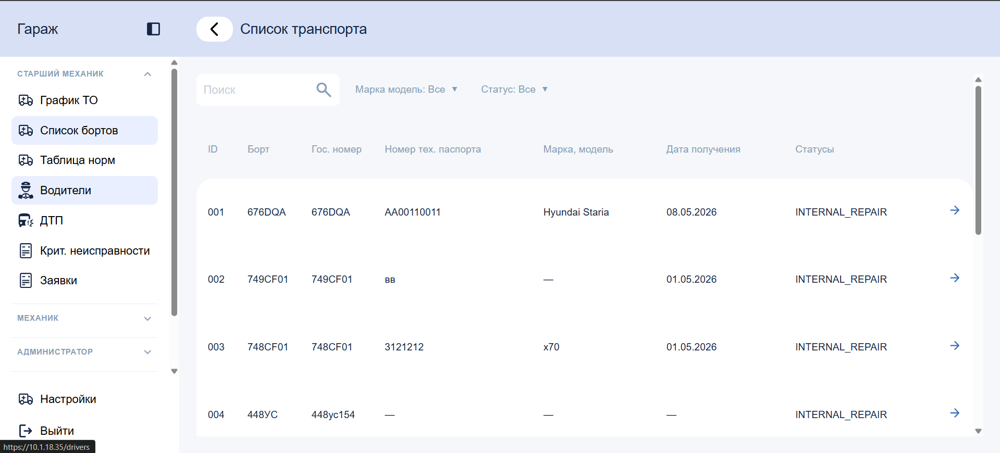 Гараж
Список транспорта
СТАРШИЙ МЕХАНИК
График ТО
Список бортов
Таблица норм
Водители
ДТП
Крит. неисправности
Заявки
МЕХАНИК
АДМИНИСТРАТОР
Настройки
Выйти
https://10.1.18.35/drivers
Поиск Марка модель: Все ▼ Статус: Все ▼
ID Борт Гос. номер Номер тех. паспорта Марка, модель Дата получения Статусы
001 676DQA 676DQA AA00110011 Hyundai Staria 08.05.2026 INTERNAL_REPAIR
002 749CF01 749CF01 вв — 01.05.2026 INTERNAL_REPAIR
003 748CF01 748CF01 3121212 x70 01.05.2026 INTERNAL_REPAIR
004 448УС 448ус154 — — — INTERNAL_REPAIR